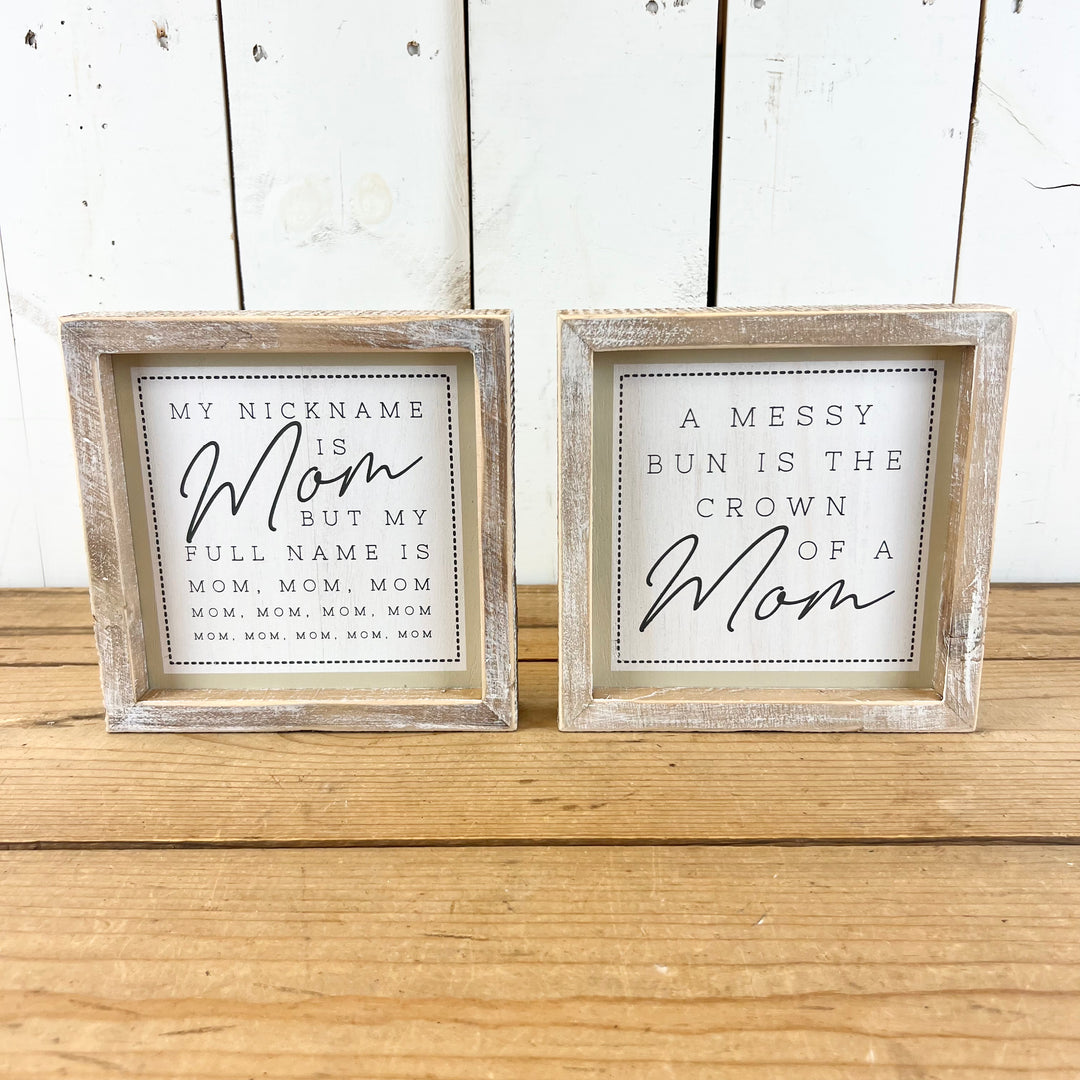 MY NICKNAME
IS
Mom
BUT MY
FULL NAME IS
MOM, MOM, MOM
MOM, MOM, MOM, MOM
MOM, MOM, MOM, MOM, MOM
A MESSY
BUN IS THE
CROWN
OF A
Mom